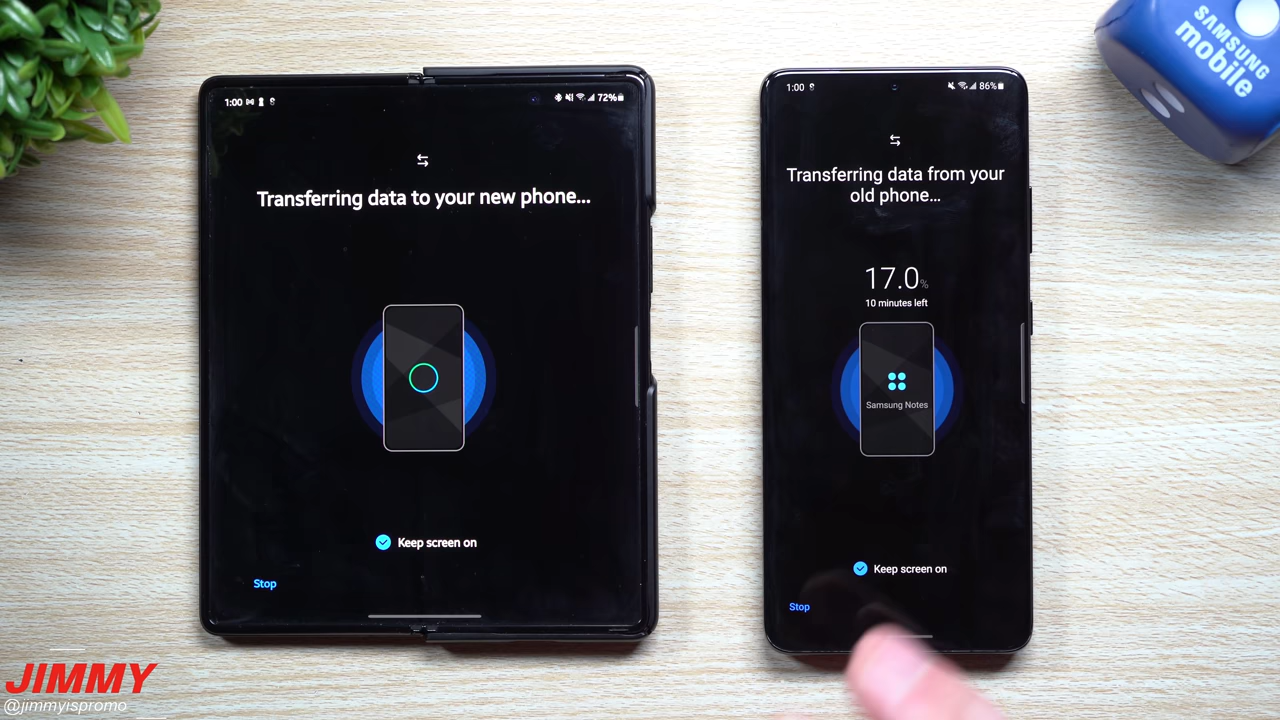 1:00
72%
Transferring data to your new phone...
Keep screen on
Stop
1:00
86%
Transferring data from your
old phone...
17.0%
10 minutes left
Samsung Notes
Keep screen on
Stop
SAMSUNG
mobile
JIMMY
@jimmyispromo